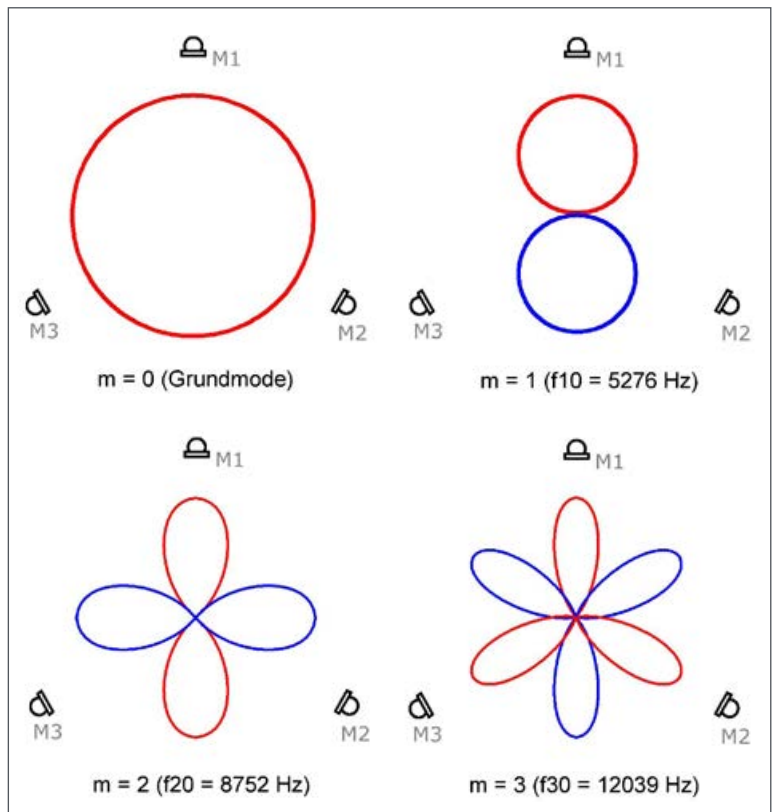 M1
M3
M2
m = 0 (Grundmode)
M1
M3
M2
m = 1 (f10 = 5276 Hz)
M1
M3
M2
m = 2 (f20 = 8752 Hz)
M1
M3
M2
m = 3 (f30 = 12039 Hz)